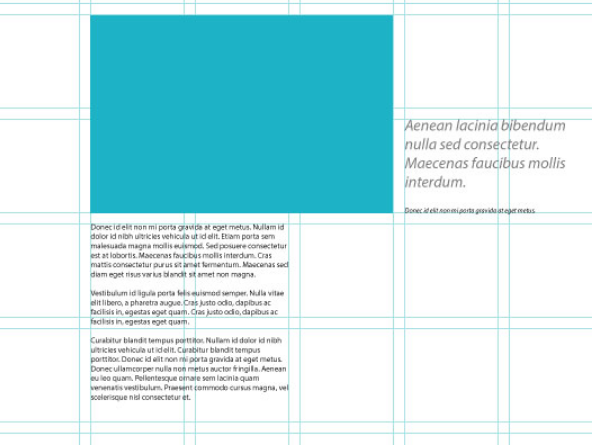 Aenean lacinia bibendum
nulla sed consectetur.
Maecenas faucibus mollis
interdum.
Donec id elit non mi porta gravida at eget metus.
Donec id elit non mi porta gravida at eget metus. Nullam id
dolor id nibh ultricies vehicula ut id elit. Etiam porta sem
malesuada magna mollis euismod. Sed posuere consectetur
est at lobortis. Maecenas faucibus mollis interdum. Cras
mattis consectetur purus sit amet fermentum. Maecenas sed
diam eget risus varius blandit sit amet non magna.
Vestibulum id ligula porta felis euismod semper. Nulla vitae
elit libero, a pharetra augue. Cras justo odio, dapibus ac
facilisis in, egestas eget quam. Cras justo odio, dapibus ac
facilisis in, egestas eget quam.
Curabitur blandit tempus porttitor. Nullam id dolor id nibh
ultricies vehicula ut id elit. Curabitur blandit tempus
porttitor. Donec id elit non mi porta gravida at eget metus.
Donec ullamcorper nulla non metus auctor fringilla. Aenean
eu leo quam. Pellentesque ornare sem lacinia quam
venenatis vestibulum. Praesent commodo cursus magna, vel
scelerisque nisl consectetur et.